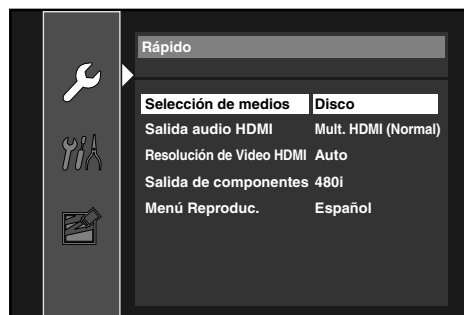 Rápido
Selección de medios Disco
Salida audio HDMI Mult. HDMI (Normal)
Resolución de Video HDMI Auto
Salida de componentes 480i
Menú Reproduc. Español